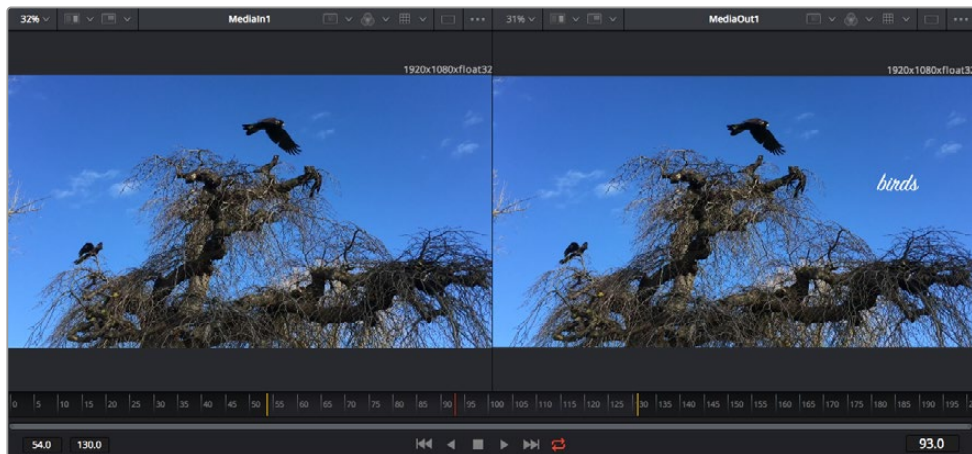 32% MediaIn1 31% MediaOut1
1920x1080xfloat32 1920x1080xfloat32
birds
0 5 10 15 20 25 30 35 40 45 50 55 60 65 70 75 80 85 90 95 100 105 110 115 120 125 130 135 140 145 150 155 160 165 170 175 180 185 190 195
54.0 130.0 93.0